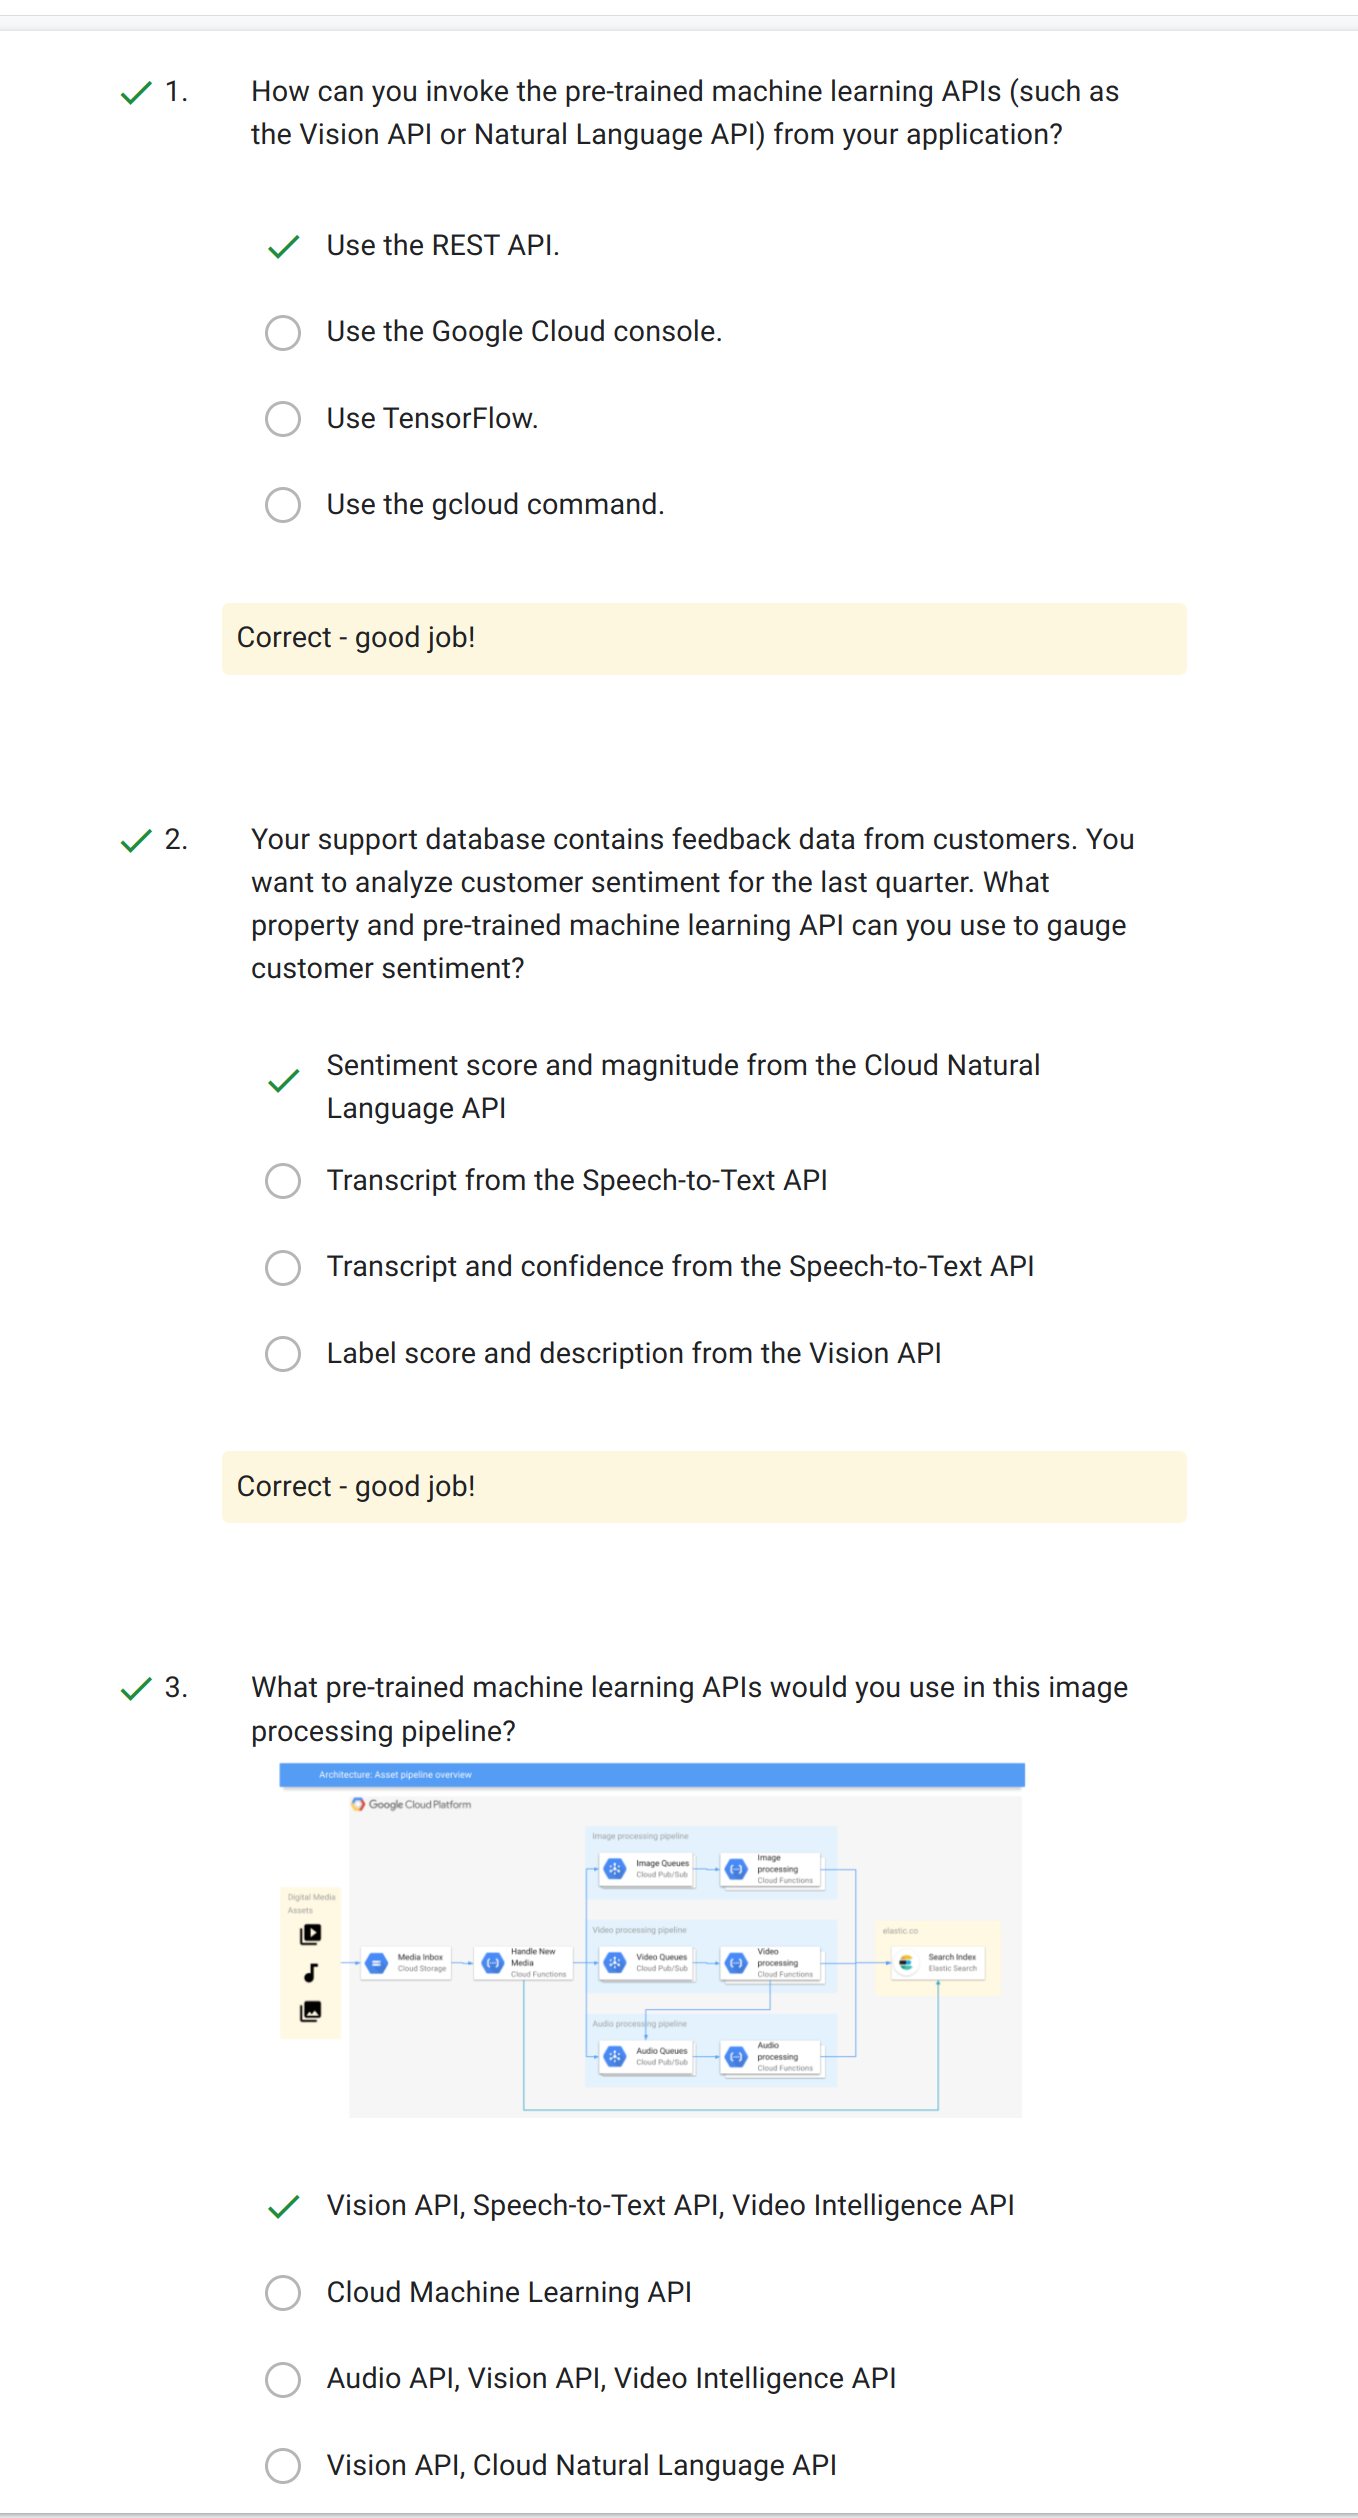 1.
How can you invoke the pre-trained machine learning APIs (such as
the Vision API or Natural Language API) from your application?
Use the REST API.
Use the Google Cloud console.
Use TensorFlow.
Use the gcloud command.
Correct - good job!
2.
Your support database contains feedback data from customers. You
want to analyze customer sentiment for the last quarter. What
property and pre-trained machine learning API can you use to gauge
customer sentiment?
Sentiment score and magnitude from the Cloud Natural
Language API
Transcript from the Speech-to-Text API
Transcript and confidence from the Speech-to-Text API
Label score and description from the Vision API
Correct - good job!
3.
What pre-trained machine learning APIs would you use in this image
processing pipeline?
Architecture: Asset pipeline overview
Google Cloud Platform
Digital Media
Assets
Media Inbox
Cloud Storage
Handle New
Media
Cloud Functions
Image processing pipeline
Image Queues
Cloud Pub/Sub
Image
processing
Cloud Functions
Video processing pipeline
Video Queues
Cloud Pub/Sub
Video
processing
Cloud Functions
Audio processing pipeline
Audio Queues
Cloud Pub/Sub
Audio
processing
Cloud Functions
elastic.co
Search Index
Elastic Search
Vision API, Speech-to-Text API, Video Intelligence API
Cloud Machine Learning API
Audio API, Vision API, Video Intelligence API
Vision API, Cloud Natural Language API